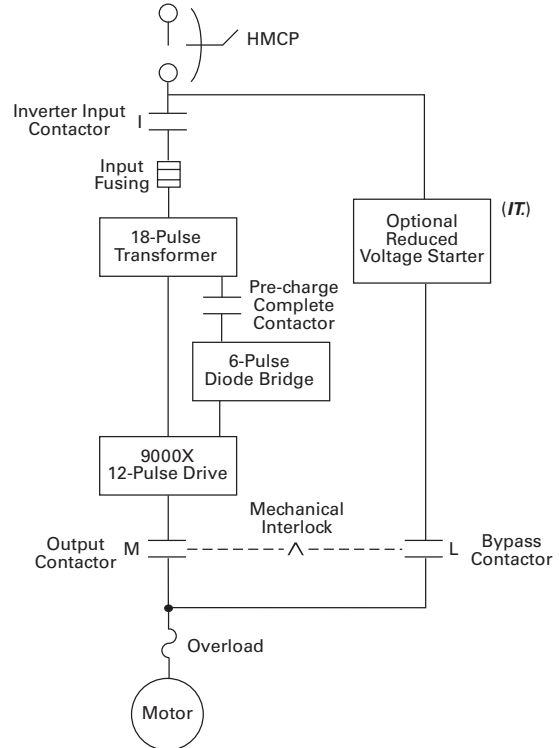 HMCP
Inverter Input
Contactor
I
Input
Fusing
18-Pulse
Transformer
Optional
Reduced
Voltage Starter
(IT.)
Pre-charge
Complete
Contactor
6-Pulse
Diode Bridge
9000X
12-Pulse Drive
Mechanical
Interlock
Output
Contactor
M
L
Bypass
Contactor
Overload
Motor